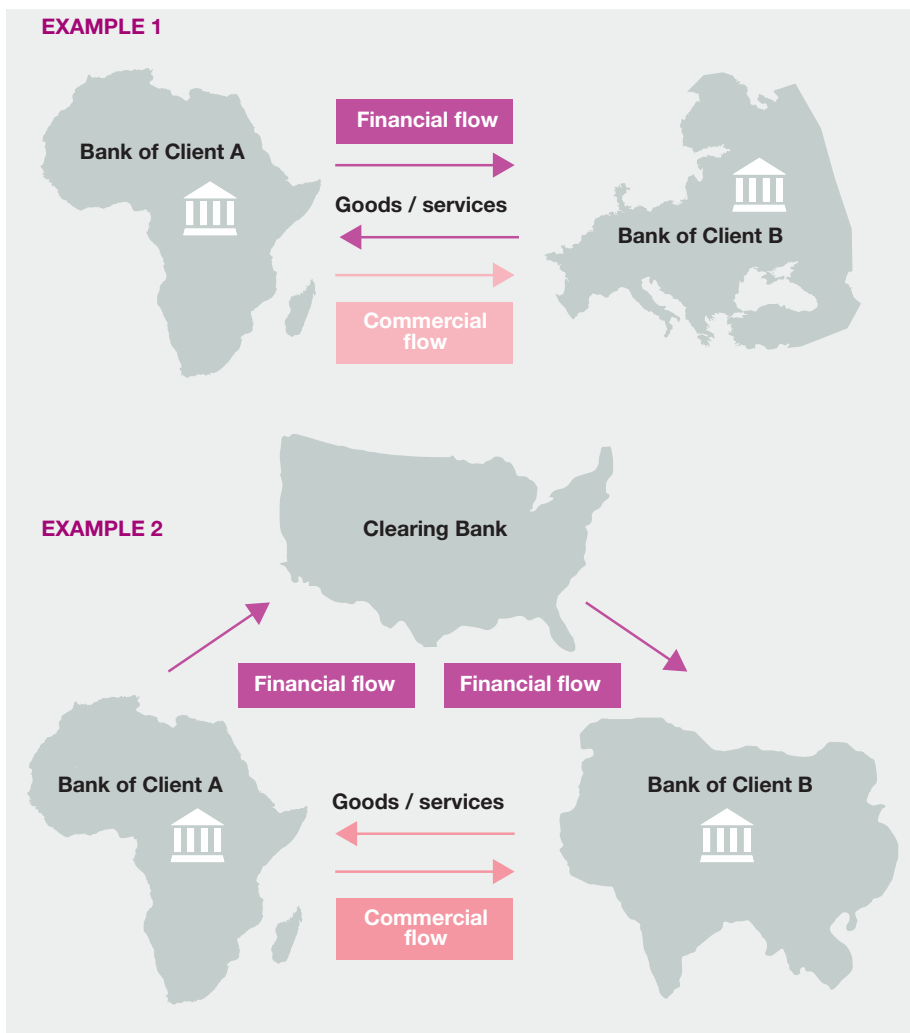 EXAMPLE 1
Financial flow
Bank of Client A
Goods / services
Bank of Client B
Commercial
flow
EXAMPLE 2
Clearing Bank
Financial flow
Financial flow
Bank of Client A
Bank of Client B
Goods / services
Commercial
flow